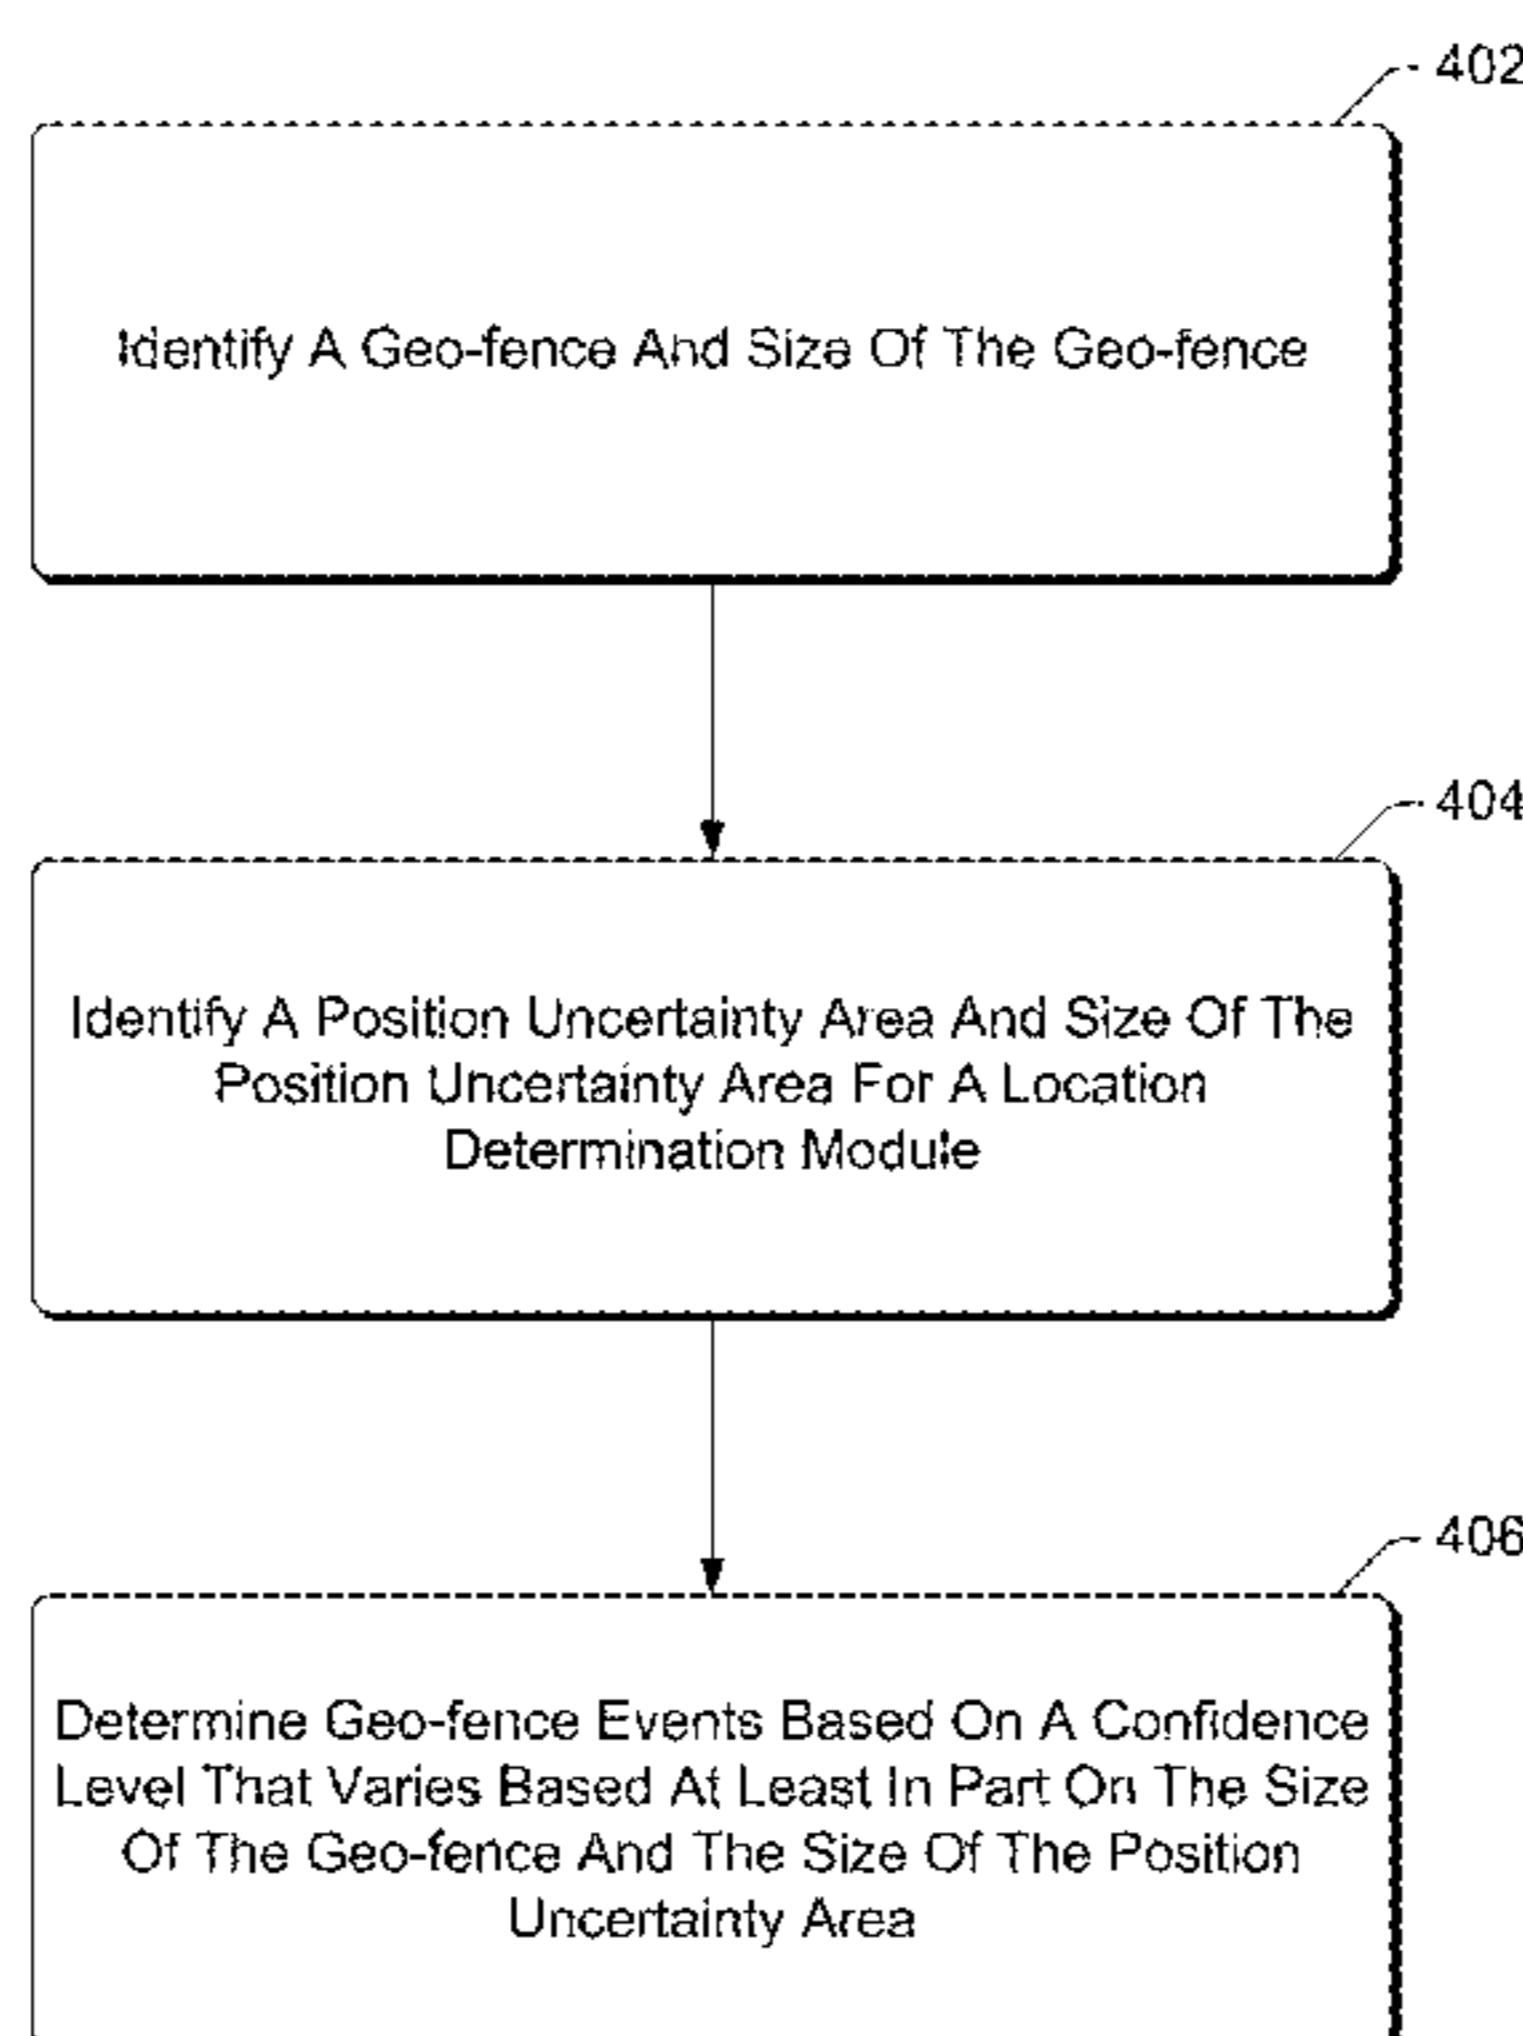 402
Identify A Geo-fence And Size Of The Geo-fence
404
Identify A Position Uncertainty Area And Size Of The
Position Uncertainty Area For A Location
Determination Module
406
Determine Geo-fence Events Based On A Confidence
Level That Varies Based At Least In Part On The Size
Of The Geo-fence And The Size Of The Position
Uncertainty Area